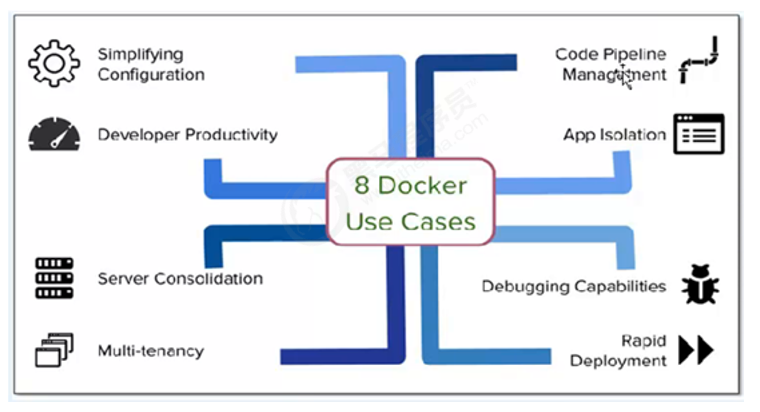 Simplifying
Configuration
Developer Productivity
Server Consolidation
Multi-tenancy
8 Docker
Use Cases
Code Pipeline
Management
App Isolation
Debugging Capabilities
Rapid
Deployment